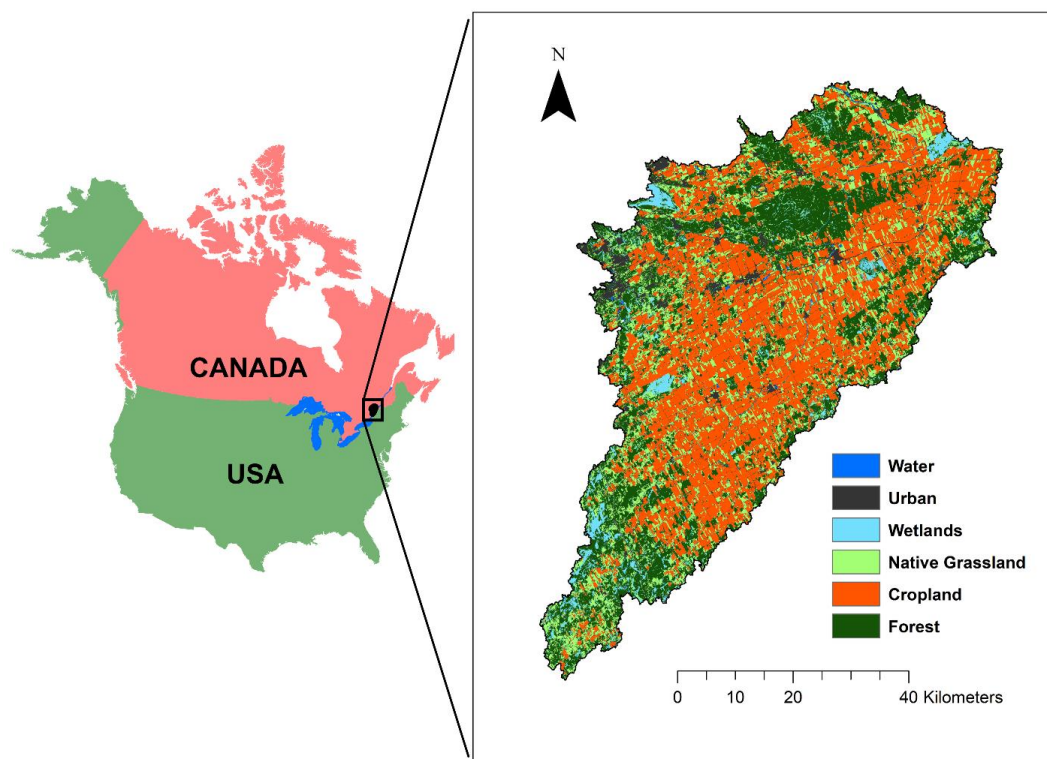 CANADA
USA
N
Water
Urban
Wetlands
Native Grassland
Cropland
Forest
0 10 20 40 Kilometers